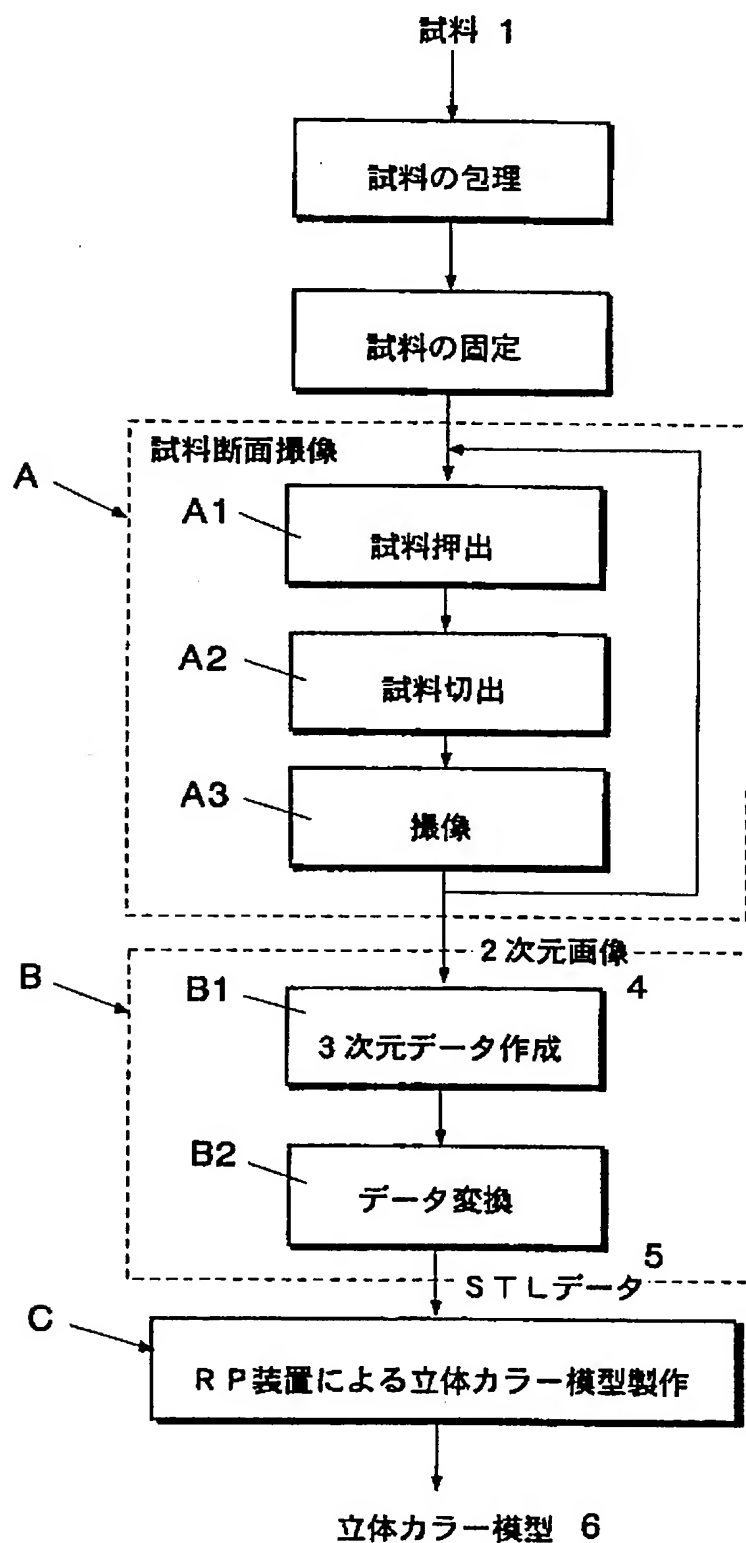 試料 1
試料の包理
試料の固定
試料断面撮像
A
A1
試料押出
A2
試料切出
A3
撮像
2次元画像
4
B
B1
3次元データ作成
B2
データ変換
5
STLデータ
C
RP装置による立体カラー模型製作
立体カラー模型 6